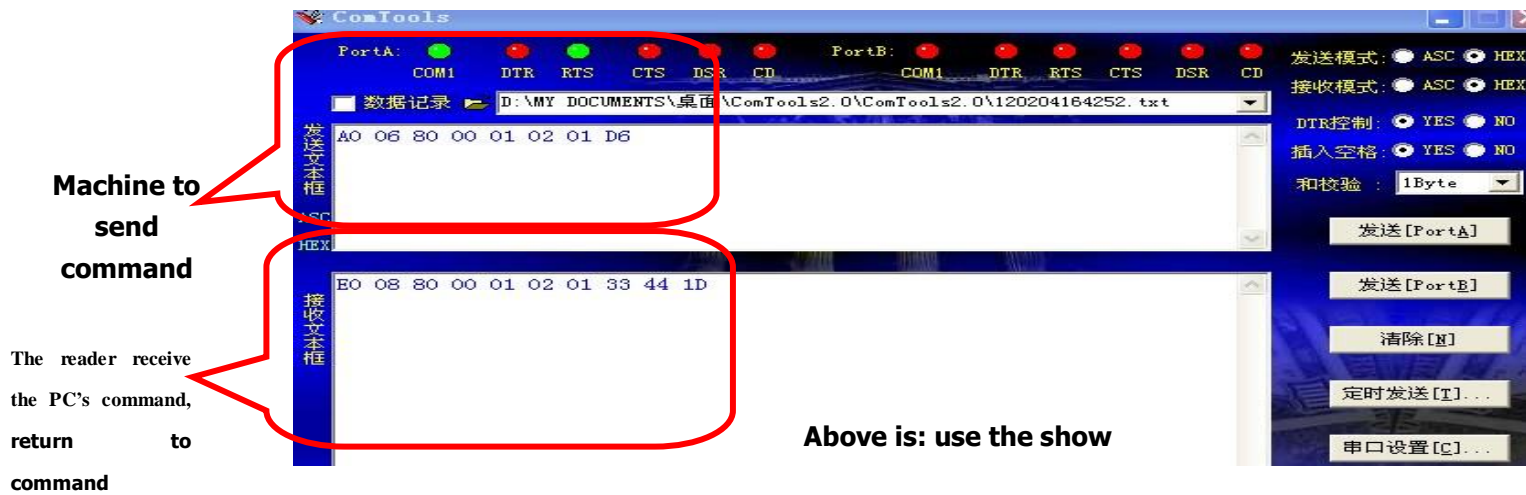 ComTools
PortA: PortB:
COM1 DTR RTS CTS DSR CD COM1 DTR RTS CTS DSR CD
数据记录 D:\MY DOCUMENTS\桌面\ComTools2.0\ComTools2.0\120204164252.txt
发送文本框
ASC
HEX
A0 06 80 00 01 02 01 D6
接收文本框
E0 08 80 00 01 02 01 33 44 1D
发送模式: ASC HEX
接收模式: ASC HEX
DTR控制: YES NO
插入空格: YES NO
和校验 : 1Byte
发送[PortA]
发送[PortB]
清除[N]
定时发送[T]...
串口设置[C]...
Machine to
send
command
The reader receive
the PC's command,
return to
command
Above is: use the show